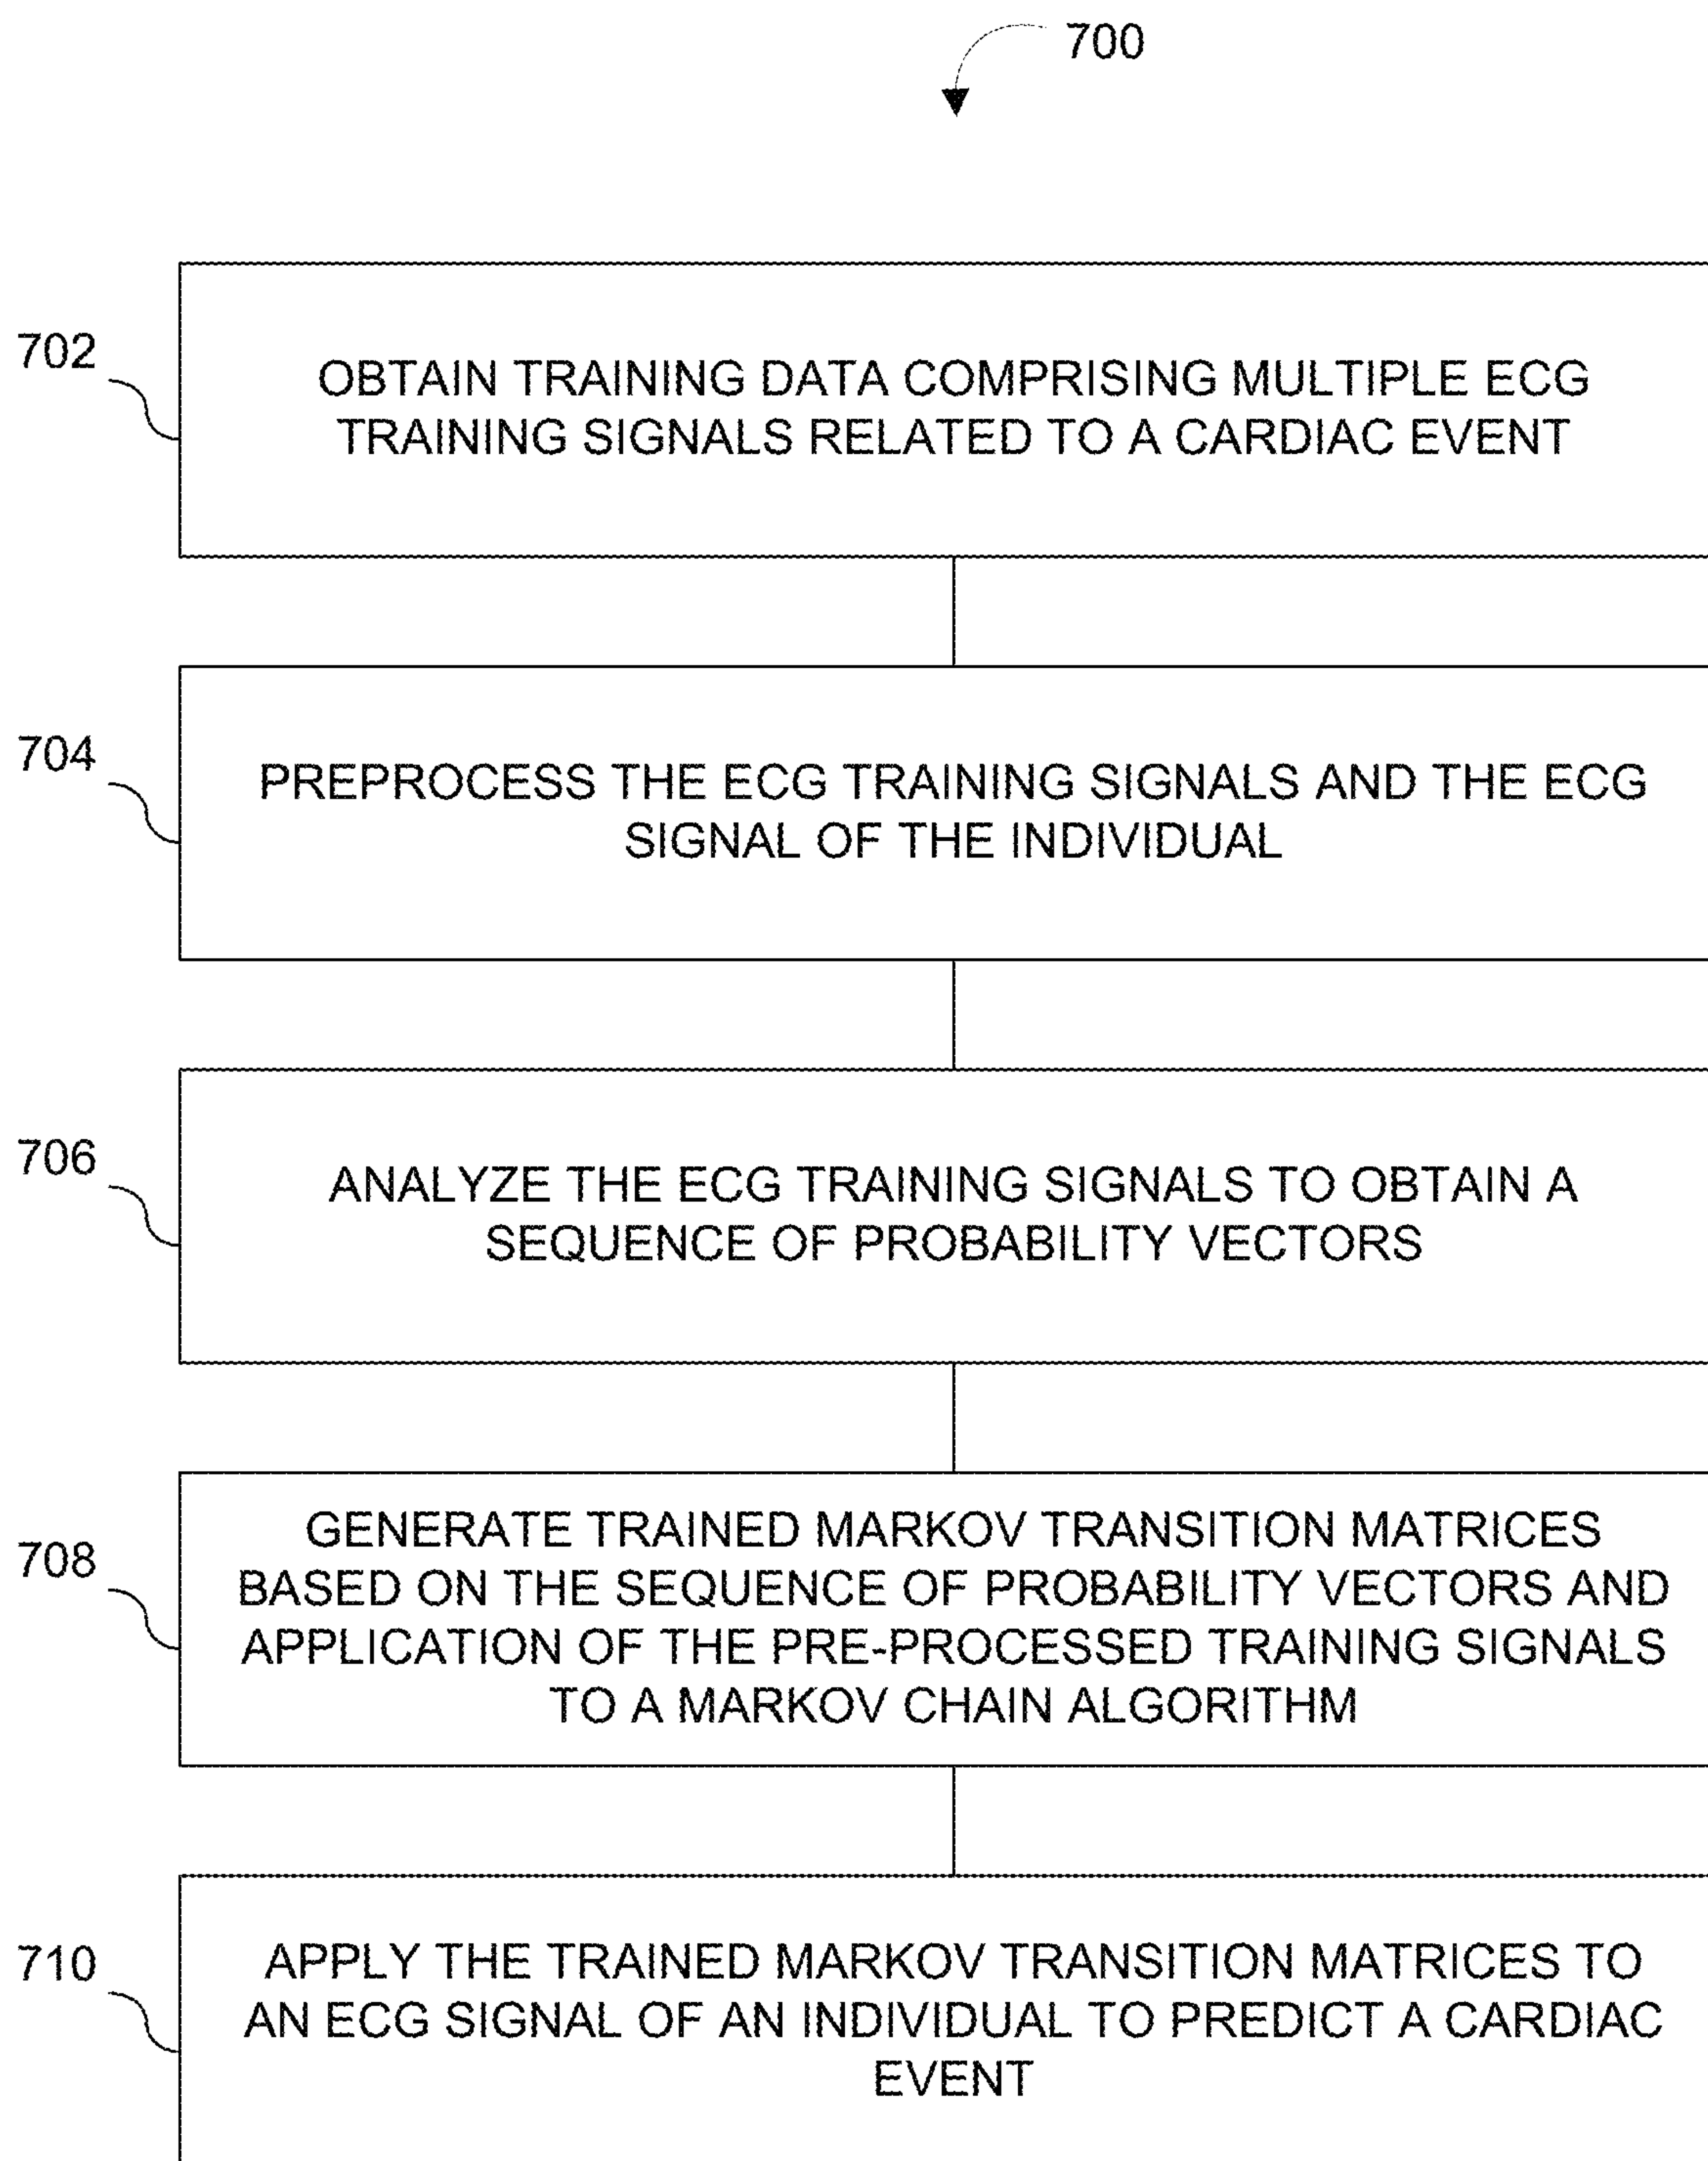 700
702
OBTAIN TRAINING DATA COMPRISING MULTIPLE ECG
TRAINING SIGNALS RELATED TO A CARDIAC EVENT
704
PREPROCESS THE ECG TRAINING SIGNALS AND THE ECG
SIGNAL OF THE INDIVIDUAL
706
ANALYZE THE ECG TRAINING SIGNALS TO OBTAIN A
SEQUENCE OF PROBABILITY VECTORS
708
GENERATE TRAINED MARKOV TRANSITION MATRICES
BASED ON THE SEQUENCE OF PROBABILITY VECTORS AND
APPLICATION OF THE PRE-PROCESSED TRAINING SIGNALS
TO A MARKOV CHAIN ALGORITHM
710
APPLY THE TRAINED MARKOV TRANSITION MATRICES TO
AN ECG SIGNAL OF AN INDIVIDUAL TO PREDICT A CARDIAC
EVENT